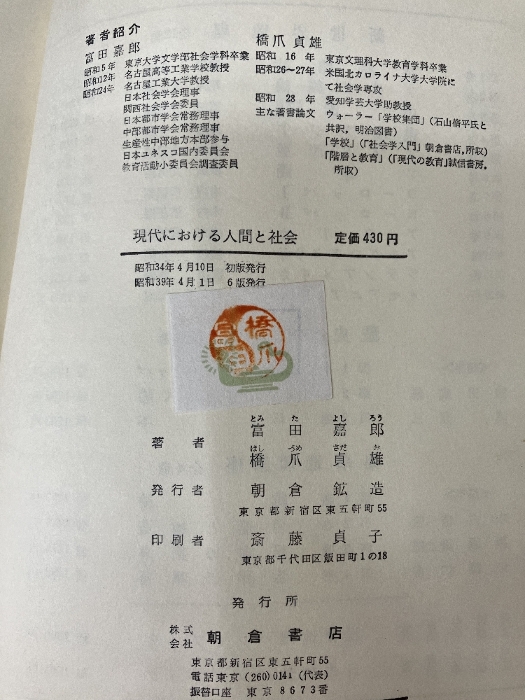 著者紹介
富田嘉郎
昭和5年 東京大学文学部社会学科卒業
昭和12年 名古屋高等工業学校教授
昭和24年 名古屋工業大学教授
日本社会学会理事
関西社会学会委員
日本都市学会常務理事
中部都市学会常務理事
生産性中部地方本部参与
日本ユネスコ国内委員会
教育活動小委員会調査委員
橋爪貞雄
昭和16年 東京文理科大学教育学科卒業
昭和26~27年 米国北カロライナ大学大学院に
て社会学専攻
昭和28年 愛知学芸大学助教授
主な著書論文 ウォーラー「学校集団」(石山脩平氏と
共訳,明治図書)
「学校」(「社会学入門」朝倉書店,所収)
「階層と教育」(「現代の教育」誠信書房,
所収)
現代における人間と社会 定価430円
昭和34年4月10日 初版発行
昭和39年4月1日 6版発行
富田
橋爪
とみ た よし ろう
著者 富田嘉郎
はし づめ さだ お
橋爪貞雄
発行者 朝倉鉱造
東京都新宿区東五軒町55
印刷者 斎藤貞子
東京都千代田区飯田町1の18
発行所
株式会社 朝倉書店
東京都新宿区東五軒町55
電話東京(260)0141(代表)
振替口座 東京8673番